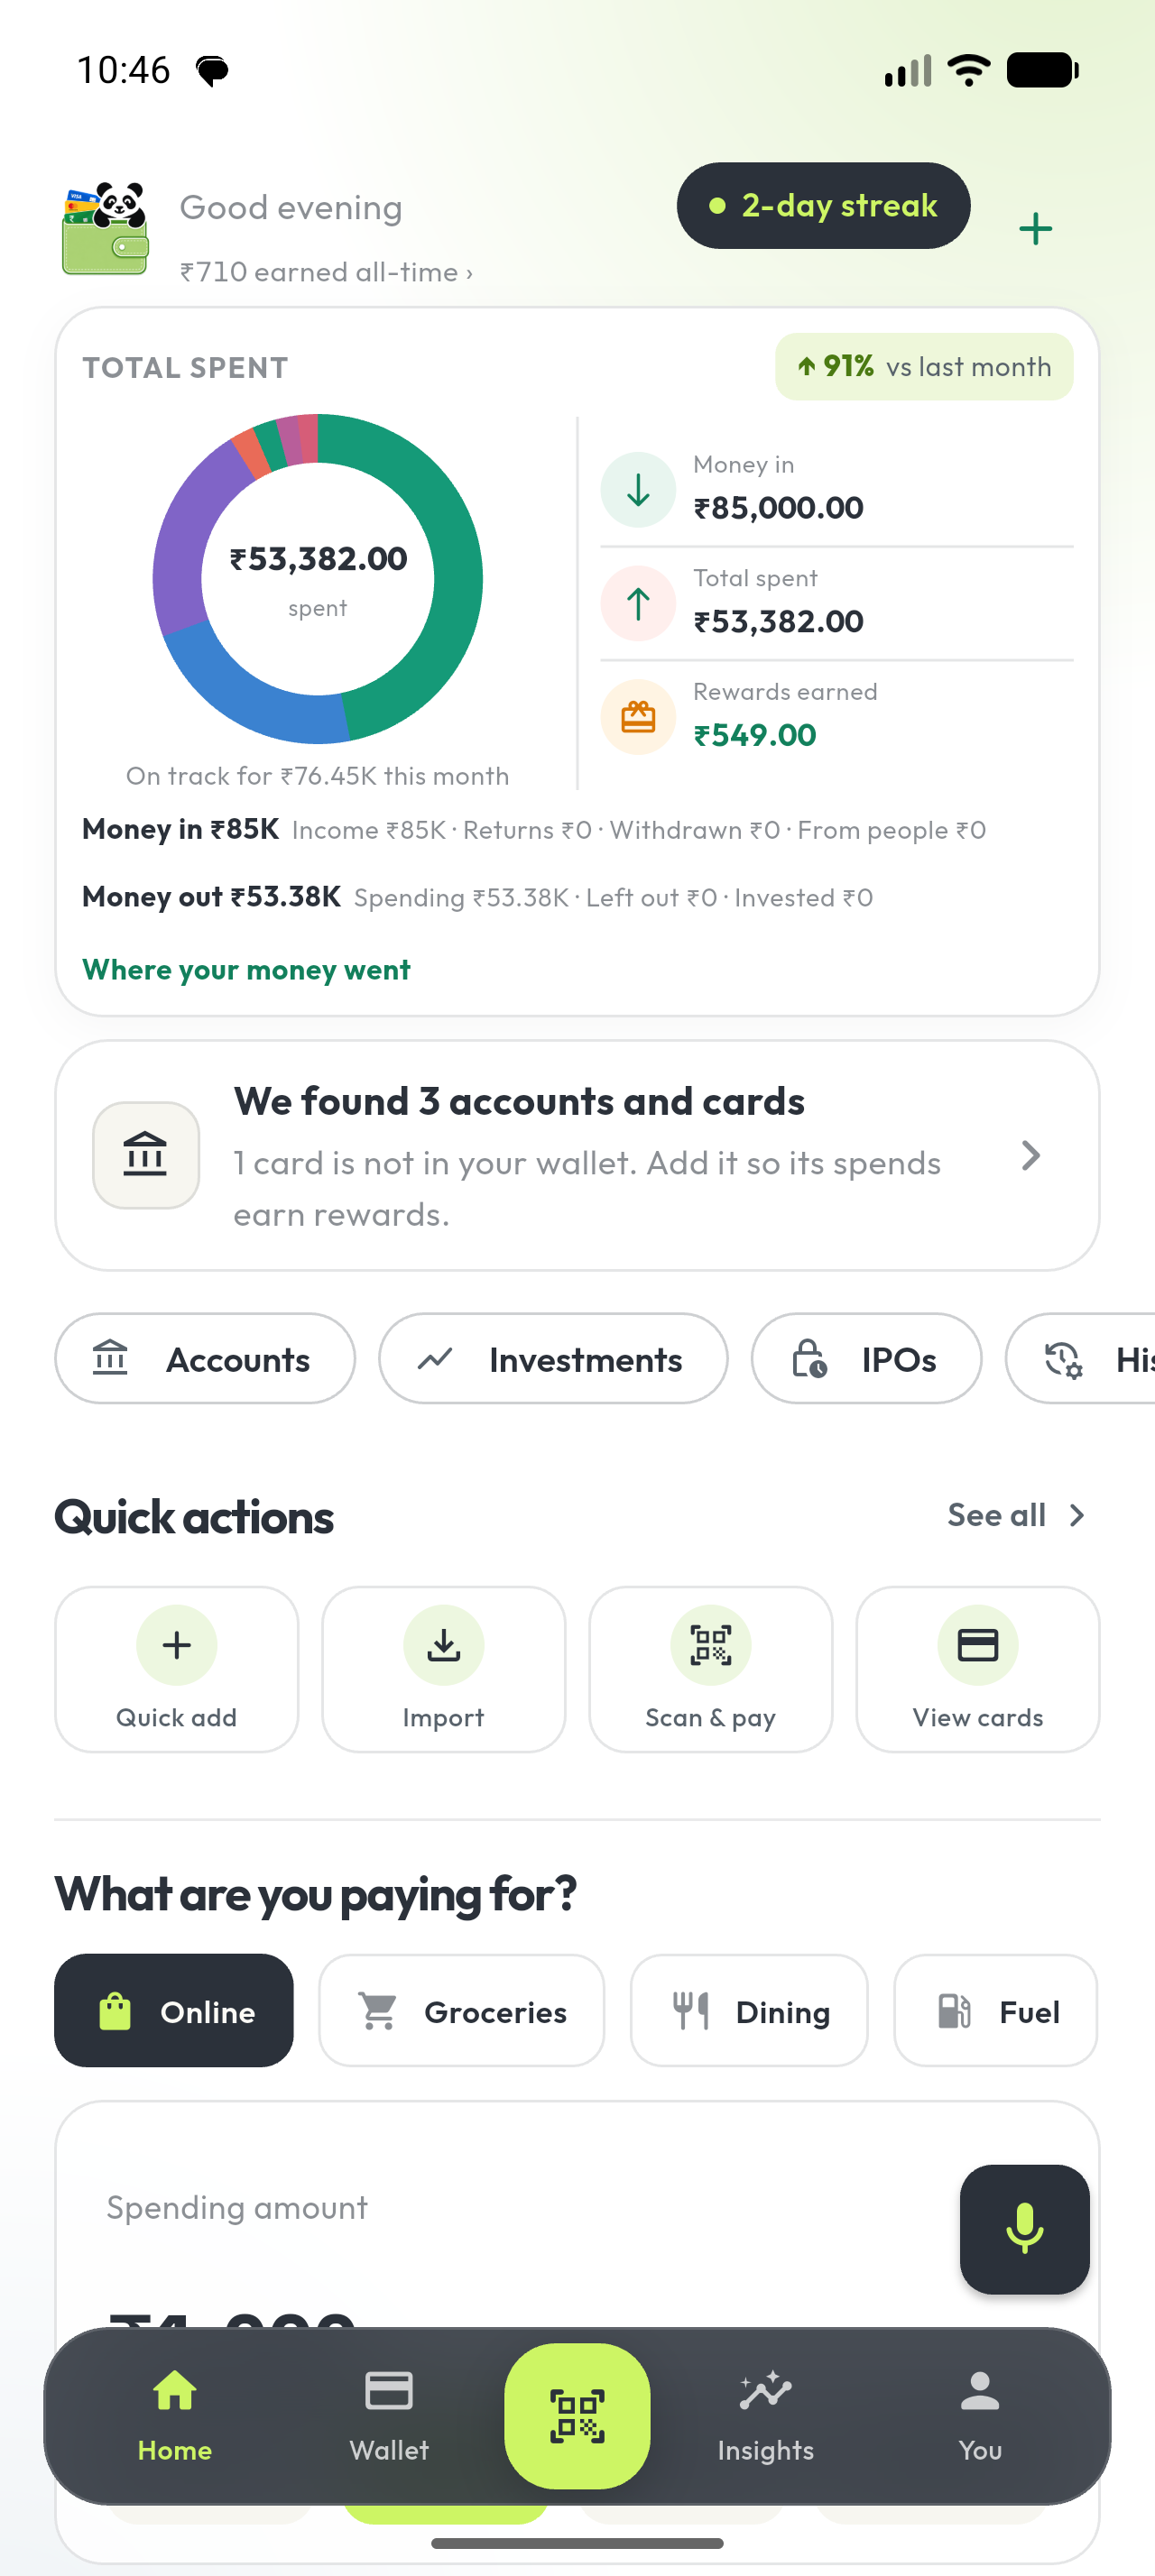 10:46
Good evening
2-day streak
₹710 earned all-time ›
TOTAL SPENT
91% vs last month
₹53,382.00
spent
On track for ₹76.45K this month
Money in
₹85,000.00
Total spent
₹53,382.00
Rewards earned
₹549.00
Money in ₹85K Income ₹85K · Returns ₹0 · Withdrawn ₹0 · From people ₹0
Money out ₹53.38K Spending ₹53.38K · Left out ₹0 · Invested ₹0
Where your money went
We found 3 accounts and cards
1 card is not in your wallet. Add it so its spends
earn rewards.
Accounts
Investments
IPOs
Quick actions
See all
Quick add
Import
Scan & pay
View cards
What are you paying for?
Online
Groceries
Dining
Fuel
Spending amount
Home
Wallet
Insights
You